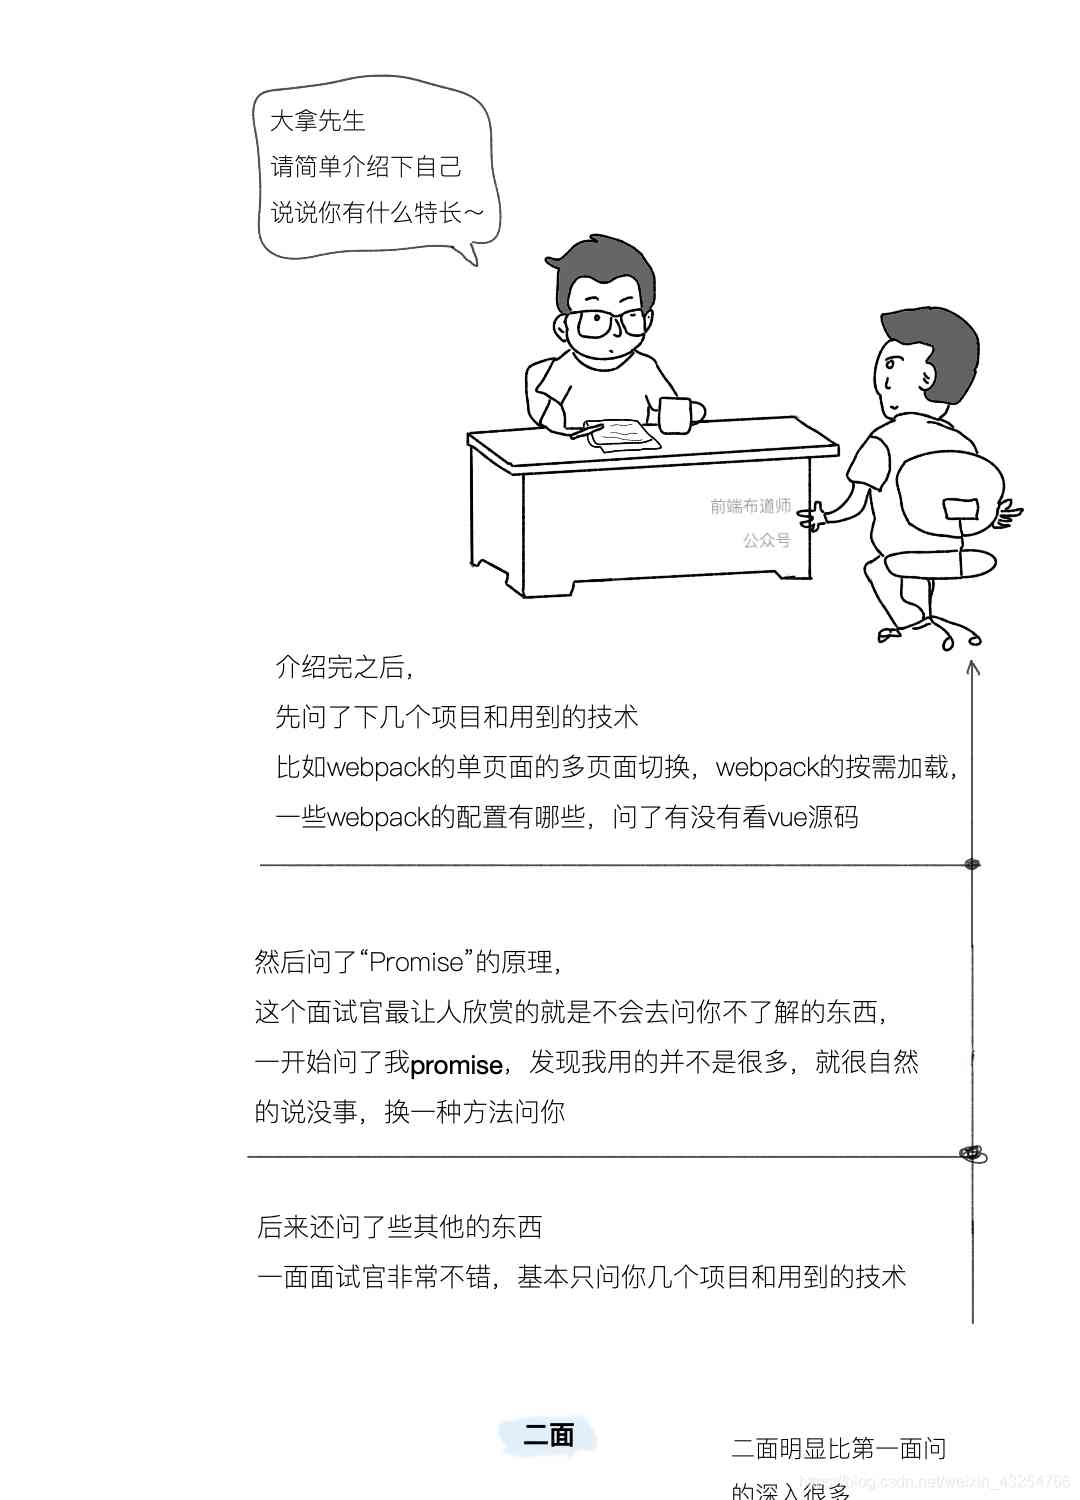 大拿先生
请简单介绍下自己
说说你有什么特长～
前端布道师
公众号
介绍完之后，
先问了下几个项目和用到的技术
比如webpack的单页面的多页面切换，webpack的按需加载，
一些webpack的配置有哪些，问了有没有看vue源码
然后问了“Promise”的原理，
这个面试官最让人欣赏的就是不会去问你不了解的东西，
一开始问了我promise，发现我用的并不是很多，就很自然
的说没事，换一种方法问你
后来还问了些其他的东西
一面面试官非常不错，基本只问你几个项目和用到的技术
二面
二面明显比第一面问
的深入很多
https://blog.csdn.net/weixin_43254766